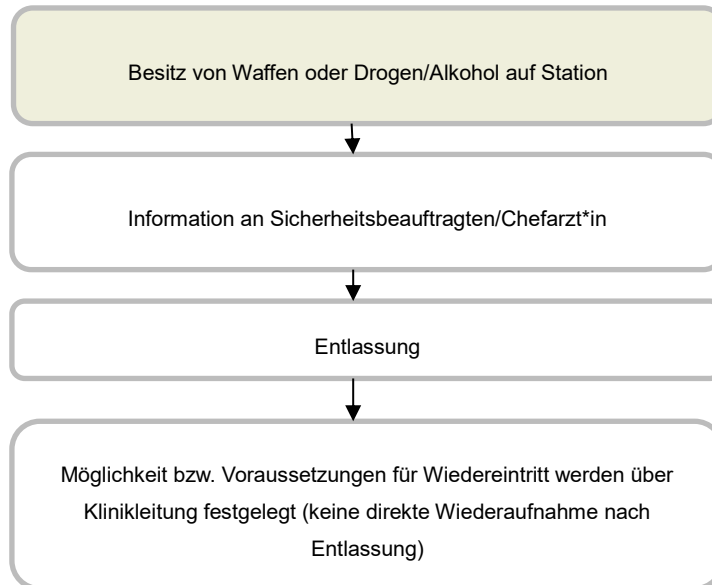 Besitz von Waffen oder Drogen/Alkohol auf Station
Information an Sicherheitsbeauftragten/Chefarzt*in
Entlassung
Möglichkeit bzw. Voraussetzungen für Wiedereintritt werden über
Klinikleitung festgelegt (keine direkte Wiederaufnahme nach
Entlassung)